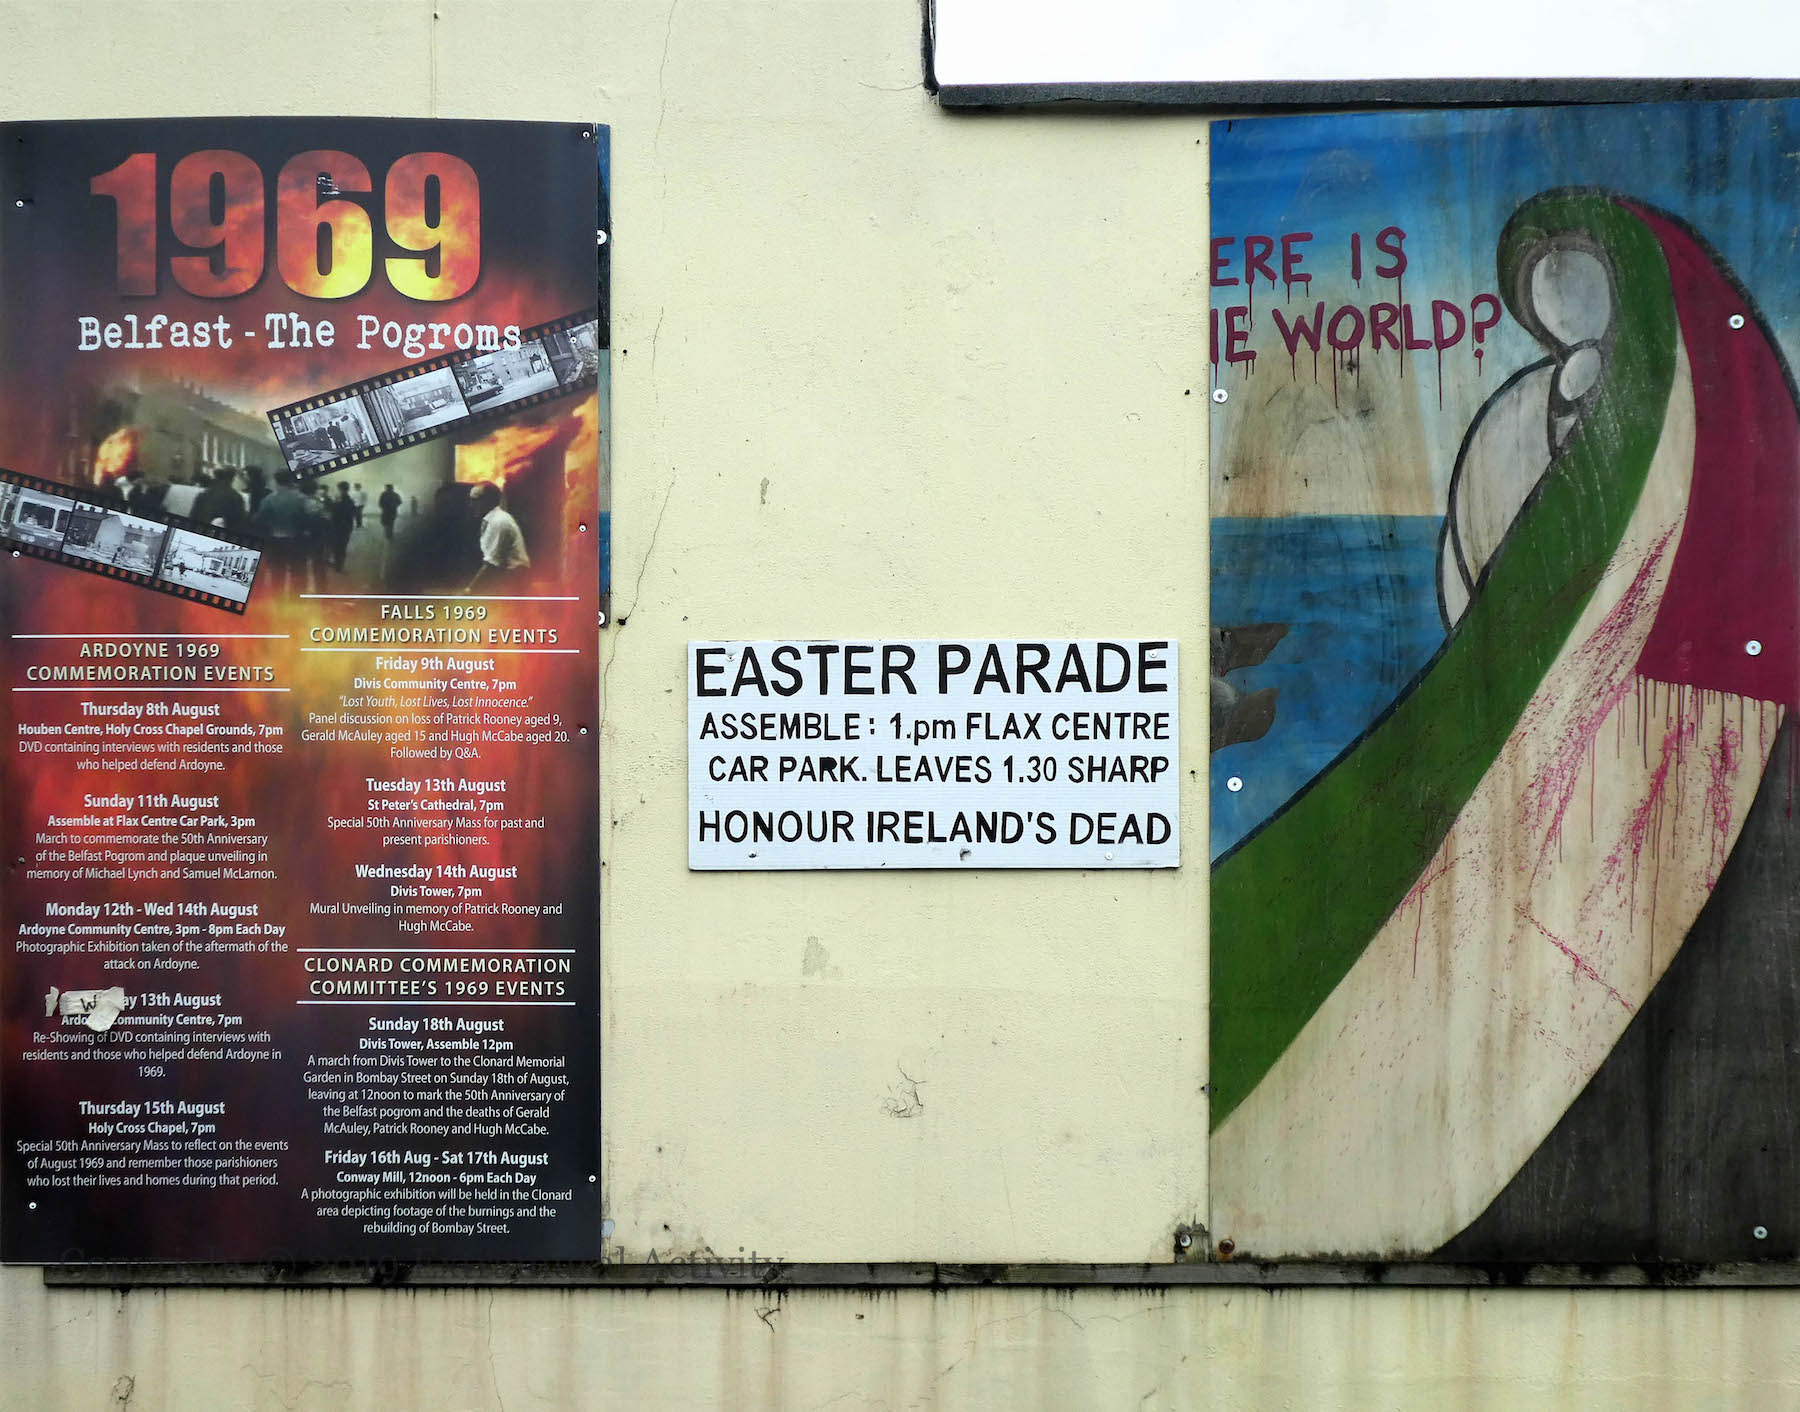 1969
Belfast - The Pogroms
ARDOYNE 1969
COMMEMORATION EVENTS
Thursday 8th August
Houben Centre, Holy Cross Chapel Grounds, 7pm
DVD containing interviews with residents and those
who helped defend Ardoyne.
Sunday 11th August
Assemble at Flax Centre Car Park, 3pm
March to commemorate the 50th Anniversary
of the Belfast Pogrom and plaque unveiling in
memory of Michael Lynch and Samuel McLarnon.
Monday 12th - Wed 14th August
Ardoyne Community Centre, 3pm - 8pm Each Day
Photographic Exhibition taken of the aftermath of the
attack on Ardoyne.
W ay 13th August
Ardo ommunity Centre, 7pm
Re-Showing of DVD containing interviews with
residents and those who helped defend Ardoyne in
1969.
Thursday 15th August
Holy Cross Chapel, 7pm
Special 50th Anniversary Mass to reflect on the events
of August 1969 and remember those parishioners
who lost their lives and homes during that period.
FALLS 1969
COMMEMORATION EVENTS
Friday 9th August
Divis Community Centre, 7pm
"Lost Youth, Lost Lives, Lost Innocence."
Panel discussion on loss of Patrick Rooney aged 9,
Gerald McAuley aged 15 and Hugh McCabe aged 20.
Followed by Q&A.
Tuesday 13th August
St Peter's Cathedral, 7pm
Special 50th Anniversary Mass for past and
present parishioners.
Wednesday 14th August
Divis Tower, 7pm
Mural Unveiling in memory of Patrick Rooney and
Hugh McCabe.
CLONARD COMMEMORATION
COMMITTEE'S 1969 EVENTS
Sunday 18th August
Divis Tower, Assemble 12pm
A march from Divis Tower to the Clonard Memorial
Garden in Bombay Street on Sunday 18th of August,
leaving at 12noon to mark the 50th Anniversary of
the Belfast pogrom and the deaths of Gerald
McAuley, Patrick Rooney and Hugh McCabe.
Friday 16th Aug - Sat 17th August
Conway Mill, 12noon - 6pm Each Day
A photographic exhibition will be held in the Clonard
area depicting footage of the burnings and the
rebuilding of Bombay Street.
EASTER PARADE
ASSEMBLE: 1.pm FLAX CENTRE
CAR PARK. LEAVES 1.30 SHARP
HONOUR IRELAND'S DEAD
ERE IS
HE WORLD?
Copyright © Activity